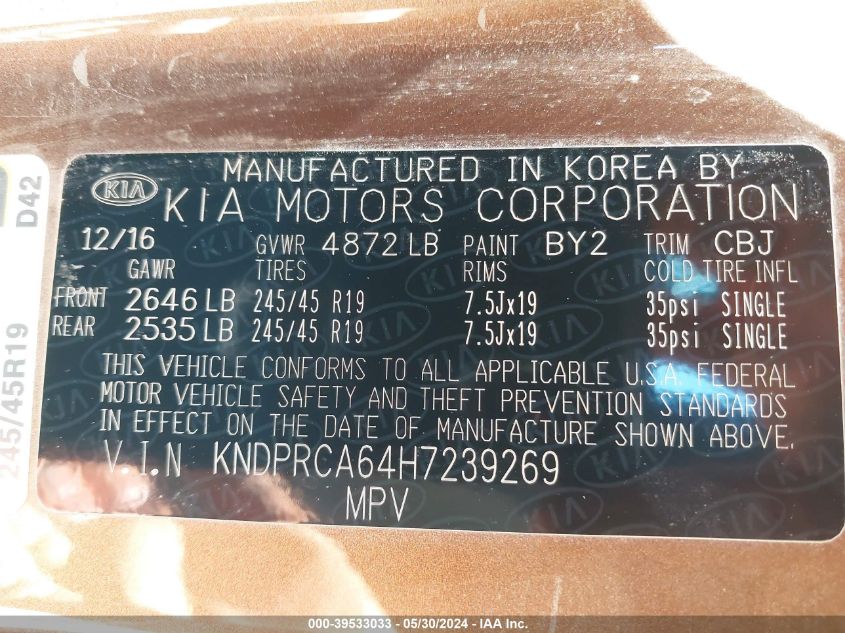 MANUFACTURED IN KOREA BY
KIA KIA MOTORS CORPORATION
12/16 GVWR 4872 LB PAINT BY2 TRIM CBJ
GAWR TIRES RIMS COLD TIRE INFL
FRONT 2646 LB 245/45 R19 7.5Jx19 35psi SINGLE
REAR 2535 LB 245/45 R19 7.5Jx19 35psi SINGLE
THIS VEHICLE CONFORMS TO ALL APPLICABLE U.S.A. FEDERAL
MOTOR VEHICLE SAFETY AND THEFT PREVENTION STANDARDS
IN EFFECT ON THE DATE OF MANUFACTURE SHOWN ABOVE.
V.I.N KNDPRCA64H7239269
MPV
D42
245/45R19
000-39533033 - 05/30/2024 - IAA Inc.